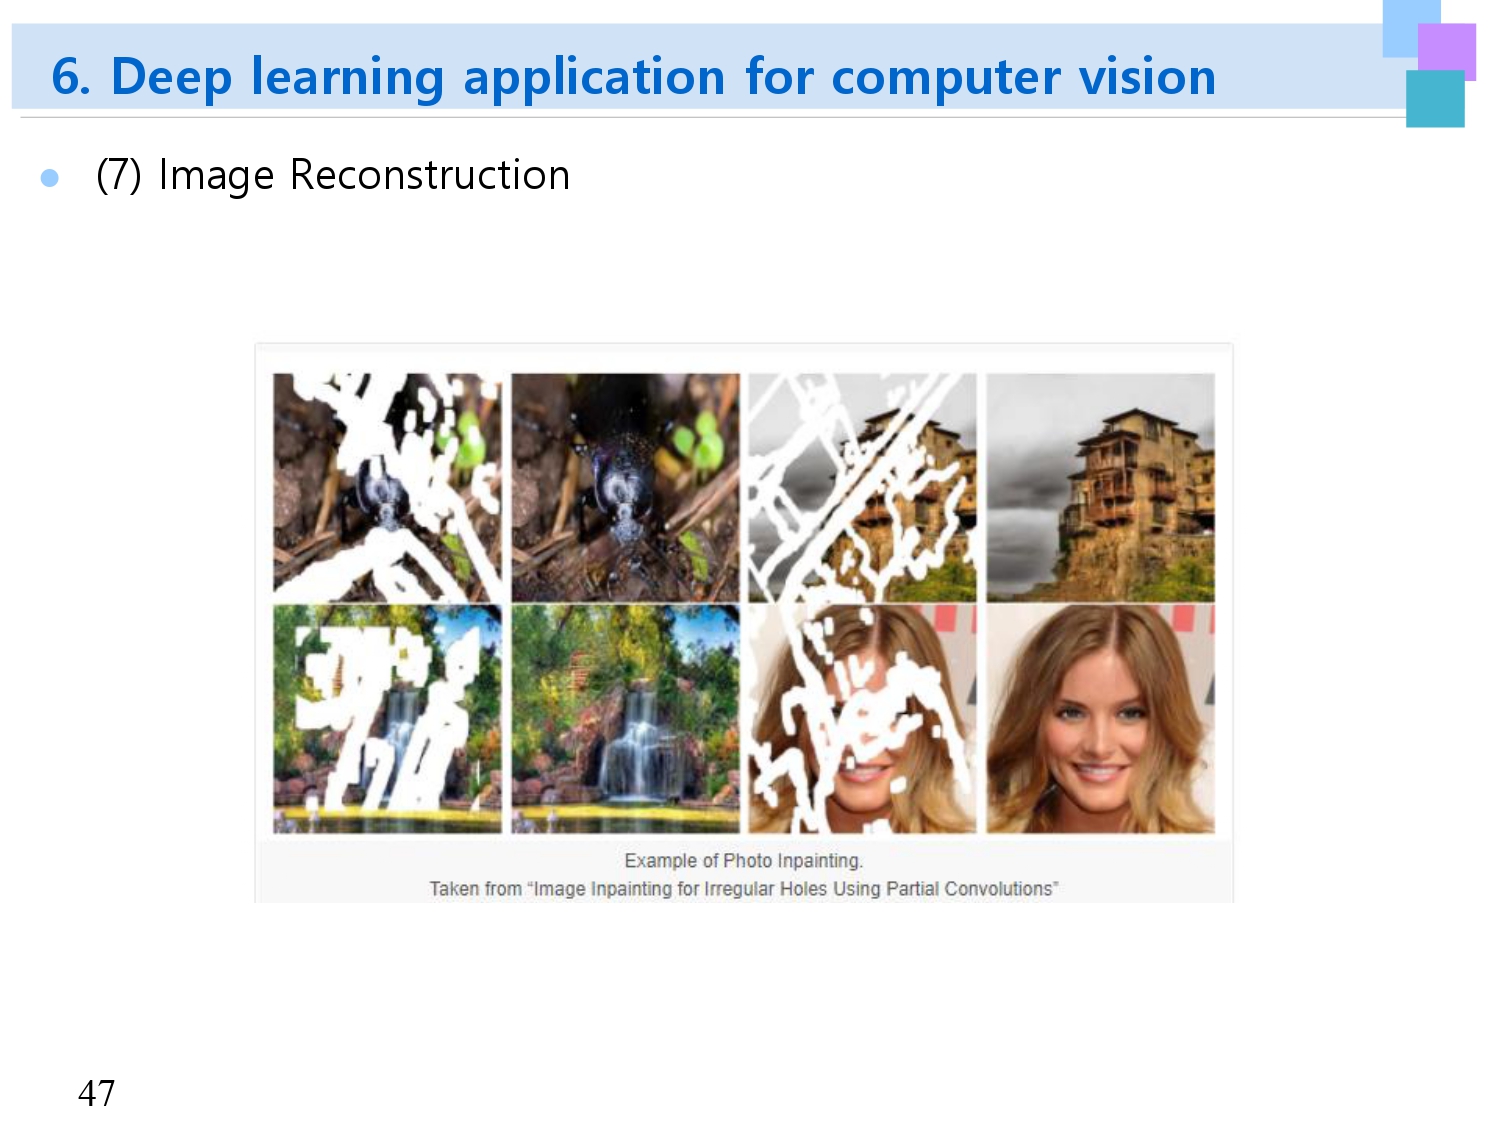 6. Deep learning application for computer vision
(7) Image Reconstruction
Example of Photo Inpainting.
Taken from “Image Inpainting for Irregular Holes Using Partial Convolutions”
47